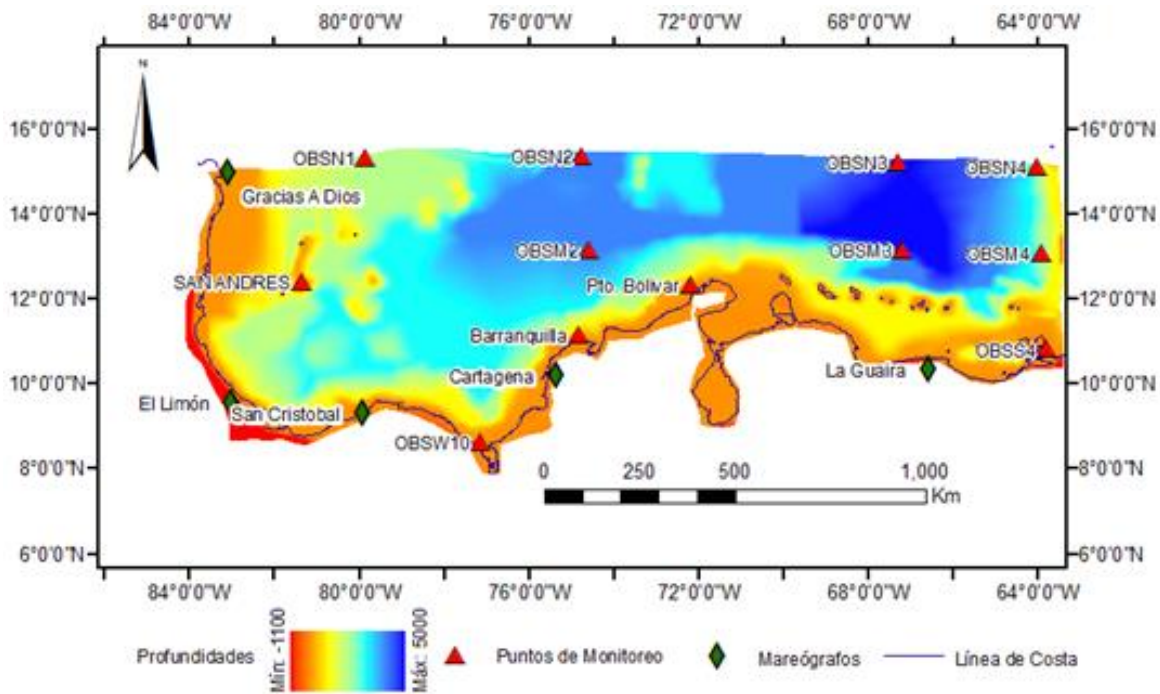 84°0'0"W 80°0'0"W 76°0'0"W 72°0'0"W 68°0'0"W 64°0'0"W
N
16°0'0"N 16°0'0"N
OBSN1 OBSN2 OBSN3 OBSN4
Gracias A Dios
14°0'0"N 14°0'0"N
OBSM2 OBSM3 OBSM4
SAN ANDRES Pto. Bolivar
12°0'0"N 12°0'0"N
Barranquilla
OBSS4
Cartagena La Guaira
10°0'0"N 10°0'0"N
El Limón San Cristobal
OBSW10
8°0'0"N 8°0'0"N
0 250 500 1,000
Km
6°0'0"N 6°0'0"N
84°0'0"W 80°0'0"W 76°0'0"W 72°0'0"W 68°0'0"W 64°0'0"W
Profundidades Mín: -1100 Máx: 5000 Puntos de Monitoreo Mareógrafos Línea de Costa